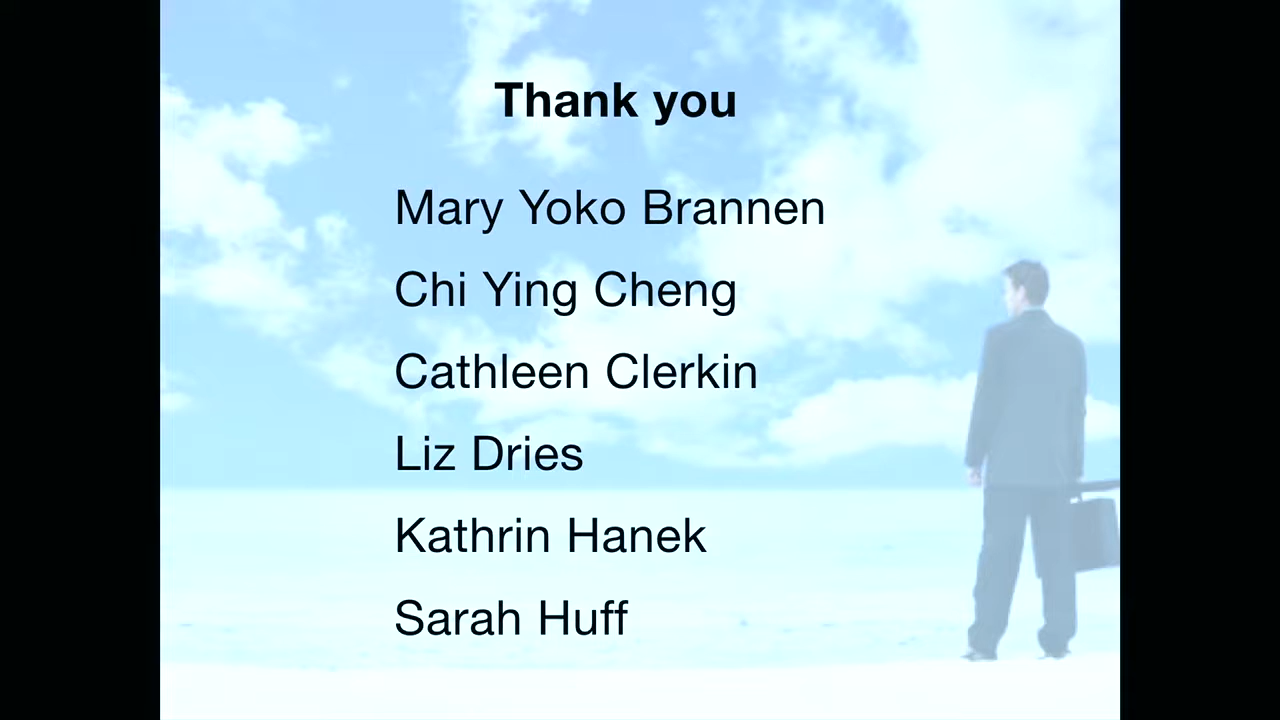 Thank you
Mary Yoko Brannen
Chi Ying Cheng
Cathleen Clerkin
Liz Dries
Kathrin Hanek
Sarah Huff